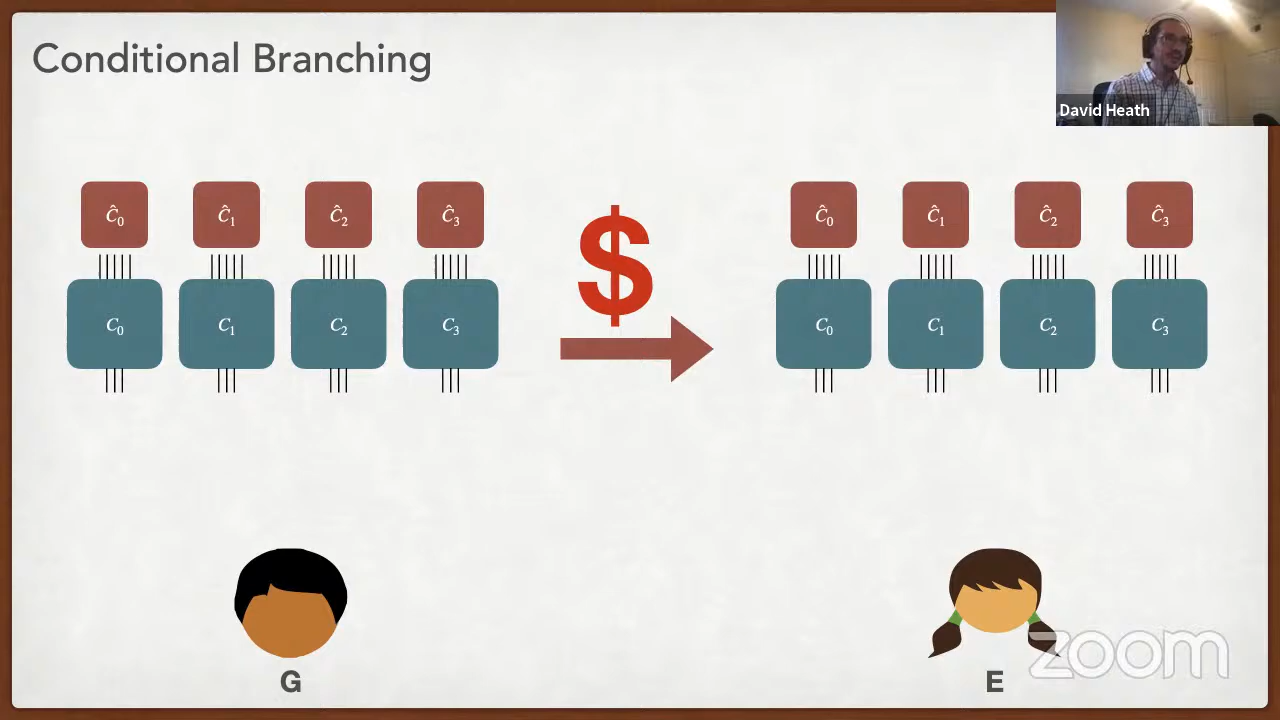 Conditional Branching
David Heath
Ĉ0 Ĉ1 Ĉ2 Ĉ3 $ Ĉ0 Ĉ1 Ĉ2 Ĉ3
C0 C1 C2 C3 C0 C1 C2 C3
G E
zoom